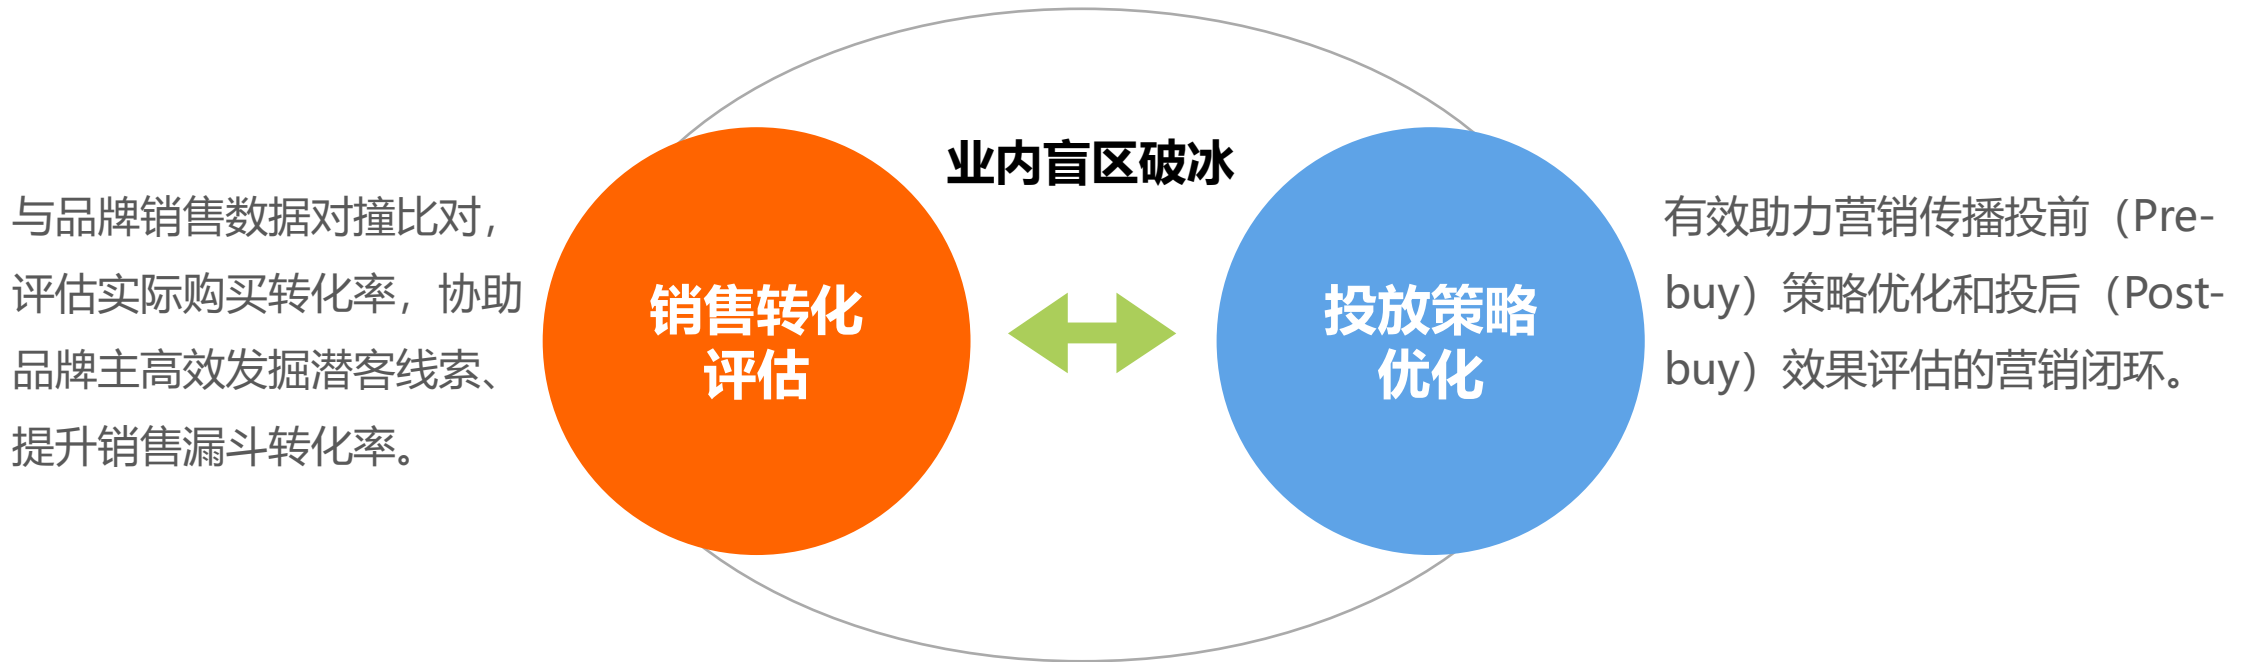 业内盲区破冰
与品牌销售数据对撞比对，
评估实际购买转化率，协助
品牌主高效发掘潜客线索、
提升销售漏斗转化率。
销售转化
评估
投放策略
优化
有效助力营销传播投前（Pre-
buy）策略优化和投后（Post-
buy）效果评估的营销闭环。